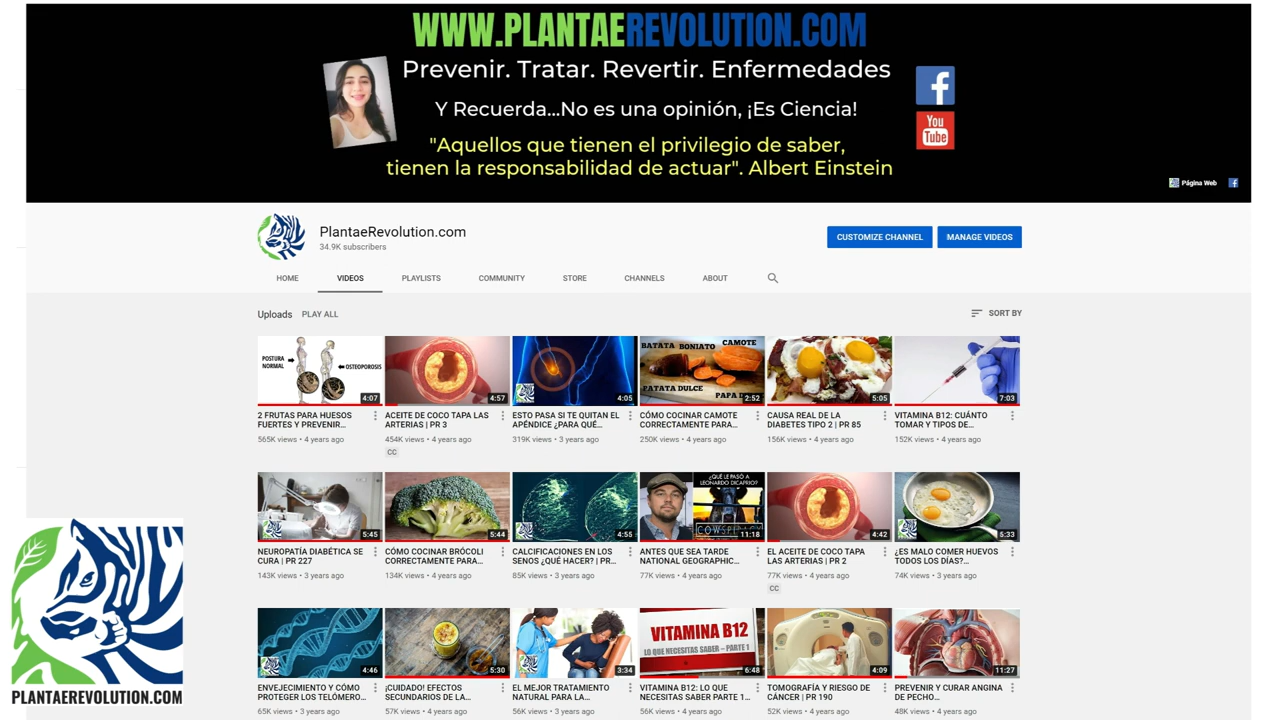 WWW.PLANTAEREVOLUTION.COM
Prevenir. Tratar. Revertir. Enfermedades
Y Recuerda...No es una opinión, ¡Es Ciencia!
"Aquellos que tienen el privilegio de saber,
tienen la responsabilidad de actuar". Albert Einstein
You
Tube
Página Web
PlantaeRevolution.com
34.9K subscribers
CUSTOMIZE CHANNEL
MANAGE VIDEOS
HOME
VIDEOS
PLAYLISTS
COMMUNITY
STORE
CHANNELS
ABOUT
Uploads
PLAY ALL
SORT BY
POSTURA
NORMAL
OSTEOPOROSIS
4:07
2 FRUTAS PARA HUESOS
FUERTES Y PREVENIR...
565K views • 4 years ago
4:57
ACEITE DE COCO TAPA LAS
ARTERIAS | PR 3
454K views • 4 years ago
CC
4:05
ESTO PASA SI TE QUITAN EL
APÉNDICE ¿PARA QUÉ...
319K views • 3 years ago
BATATA
BONIATO
CAMOTE
PATATA DULCE
PAPA D
2:52
CÓMO COCINAR CAMOTE
CORRECTAMENTE PARA...
250K views • 4 years ago
5:05
CAUSA REAL DE LA
DIABETES TIPO 2 | PR 85
156K views • 4 years ago
7:03
VITAMINA B12: CUÁNTO
TOMAR Y TIPOS DE...
152K views • 4 years ago
5:45
NEUROPATÍA DIABÉTICA SE
CURA | PR 227
143K views • 3 years ago
5:44
CÓMO COCINAR BRÓCOLI
CORRECTAMENTE PARA...
134K views • 4 years ago
4:55
CALCIFICACIONES EN LOS
SENOS ¿QUÉ HACER? | PR...
85K views • 3 years ago
¿QUÉ LE PASÓ A
LEONARDO DICAPRIO?
COWSPIRACY
11:18
ANTES QUE SEA TARDE
NATIONAL GEOGRAPHIC...
77K views • 4 years ago
4:42
EL ACEITE DE COCO TAPA
LAS ARTERIAS | PR 2
77K views • 4 years ago
CC
5:33
¿ES MALO COMER HUEVOS
TODOS LOS DÍAS?...
74K views • 3 years ago
4:46
ENVEJECIMIENTO Y CÓMO
PROTEGER LOS TELÓMERO...
65K views • 3 years ago
5:30
¡CUIDADO! EFECTOS
SECUNDARIOS DE LA...
57K views • 4 years ago
3:34
EL MEJOR TRATAMIENTO
NATURAL PARA LA...
56K views • 3 years ago
VITAMINA B12
LO QUE NECESITAS SABER – PARTE 1
6:48
VITAMINA B12: LO QUE
NECESITAS SABER PARTE 1...
56K views • 4 years ago
4:09
TOMOGRAFÍA Y RIESGO DE
CÁNCER | PR 190
52K views • 4 years ago
11:27
PREVENIR Y CURAR ANGINA
DE PECHO...
48K views • 4 years ago
PLANTAEREVOLUTION.COM